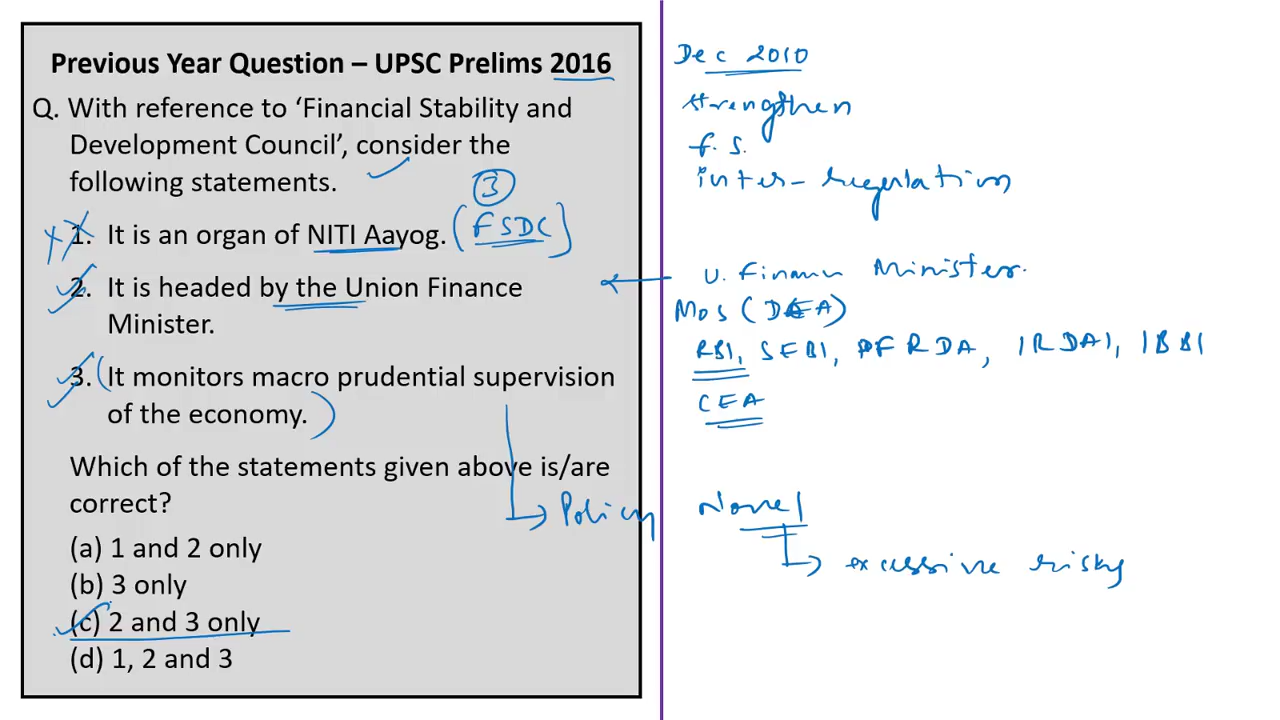 Previous Year Question – UPSC Prelims 2016
Q. With reference to ‘Financial Stability and
Development Council’, consider the
following statements.
3
1. It is an organ of NITI Aayog. (FSDC)
2. It is headed by the Union Finance
Minister.
3. (It monitors macro prudential supervision
of the economy.)
Which of the statements given above is/are
correct?
Policy
(a) 1 and 2 only
(b) 3 only
(c) 2 and 3 only
(d) 1, 2 and 3
Dec 2010
strengthen
f. s.
inter-regulation
U. Finance Minister.
MoS (DEA)
RBI, SEBI, PFRDA, IRDAI, IBBI
CEA
excessive risky